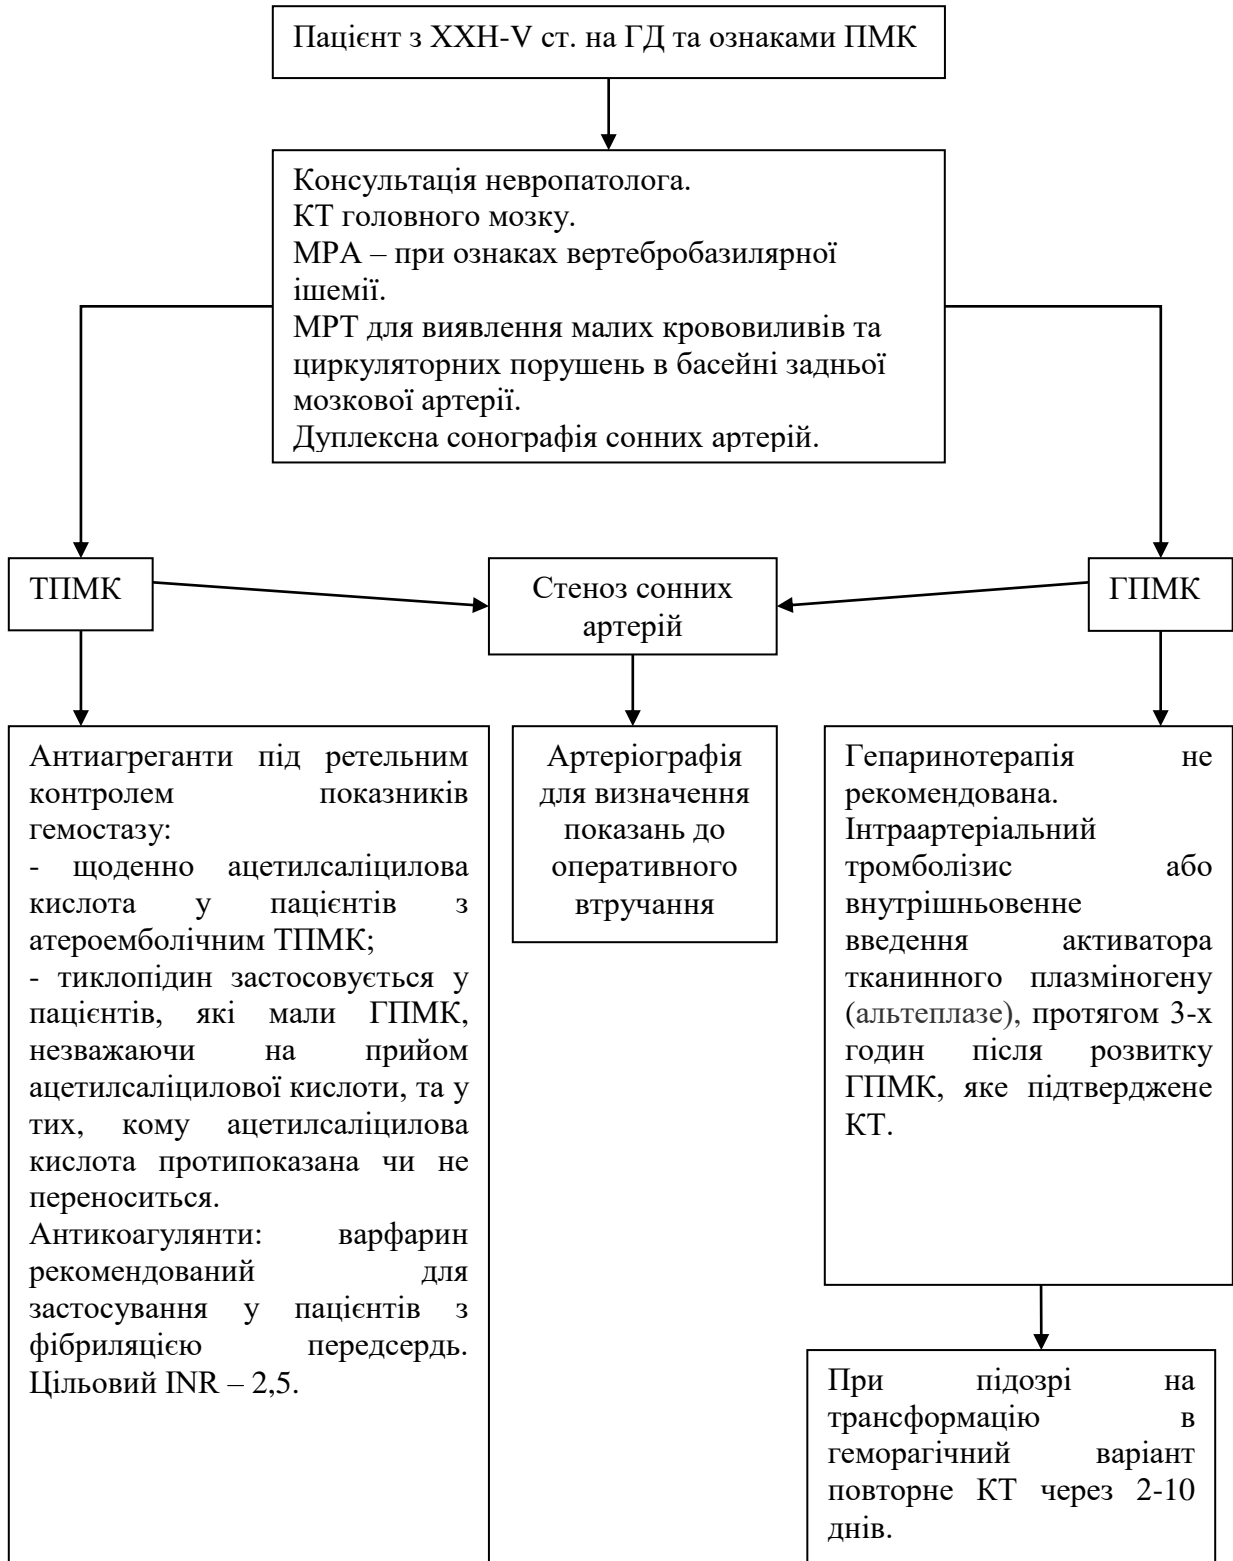 Пацієнт з ХХН-V ст. на ГД та ознаками ПМК
Консультація невропатолога.
КТ головного мозку.
МРА – при ознаках вертебробазилярної
ішемії.
МРТ для виявлення малих крововиливів та
циркуляторних порушень в басейні задньої
мозкової артерії.
Дуплексна сонографія сонних артерій.
ТПМК
Стеноз сонних
артерій
ГПМК
Антиагреганти під ретельним
контролем показників
гемостазу:
- щоденно ацетилсаліцилова
кислота у пацієнтів з
атероемболічним ТПМК;
- тиклопідин застосовується у
пацієнтів, які мали ГПМК,
незважаючи на прийом
ацетилсаліцилової кислоти, та у
тих, кому ацетилсаліцилова
кислота протипоказана чи не
переноситься.
Антикоагулянти: варфарин
рекомендований для
застосування у пацієнтів з
фібриляцією передсердь.
Цільовий INR – 2,5.
Артеріографія
для визначення
показань до
оперативного
втручання
Гепаринотерапія не
рекомендована.
Інтраартеріальний
тромболізис або
внутрішньовенне
введення активатора
тканинного плазміногену
(альтеплазе), протягом 3-х
годин після розвитку
ГПМК, яке підтверджене
КТ.
При підозрі на
трансформацію в
геморагічний варіант
повторне КТ через 2-10
днів.